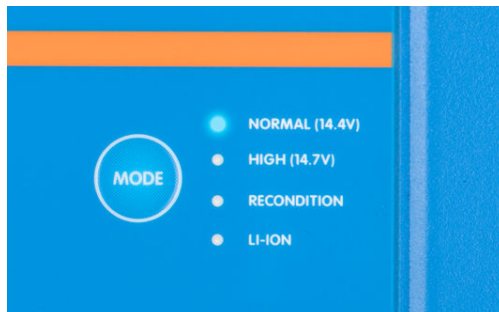 MODE
NORMAL (14.4V)
HIGH (14.7V)
RECONDITION
LI-ION